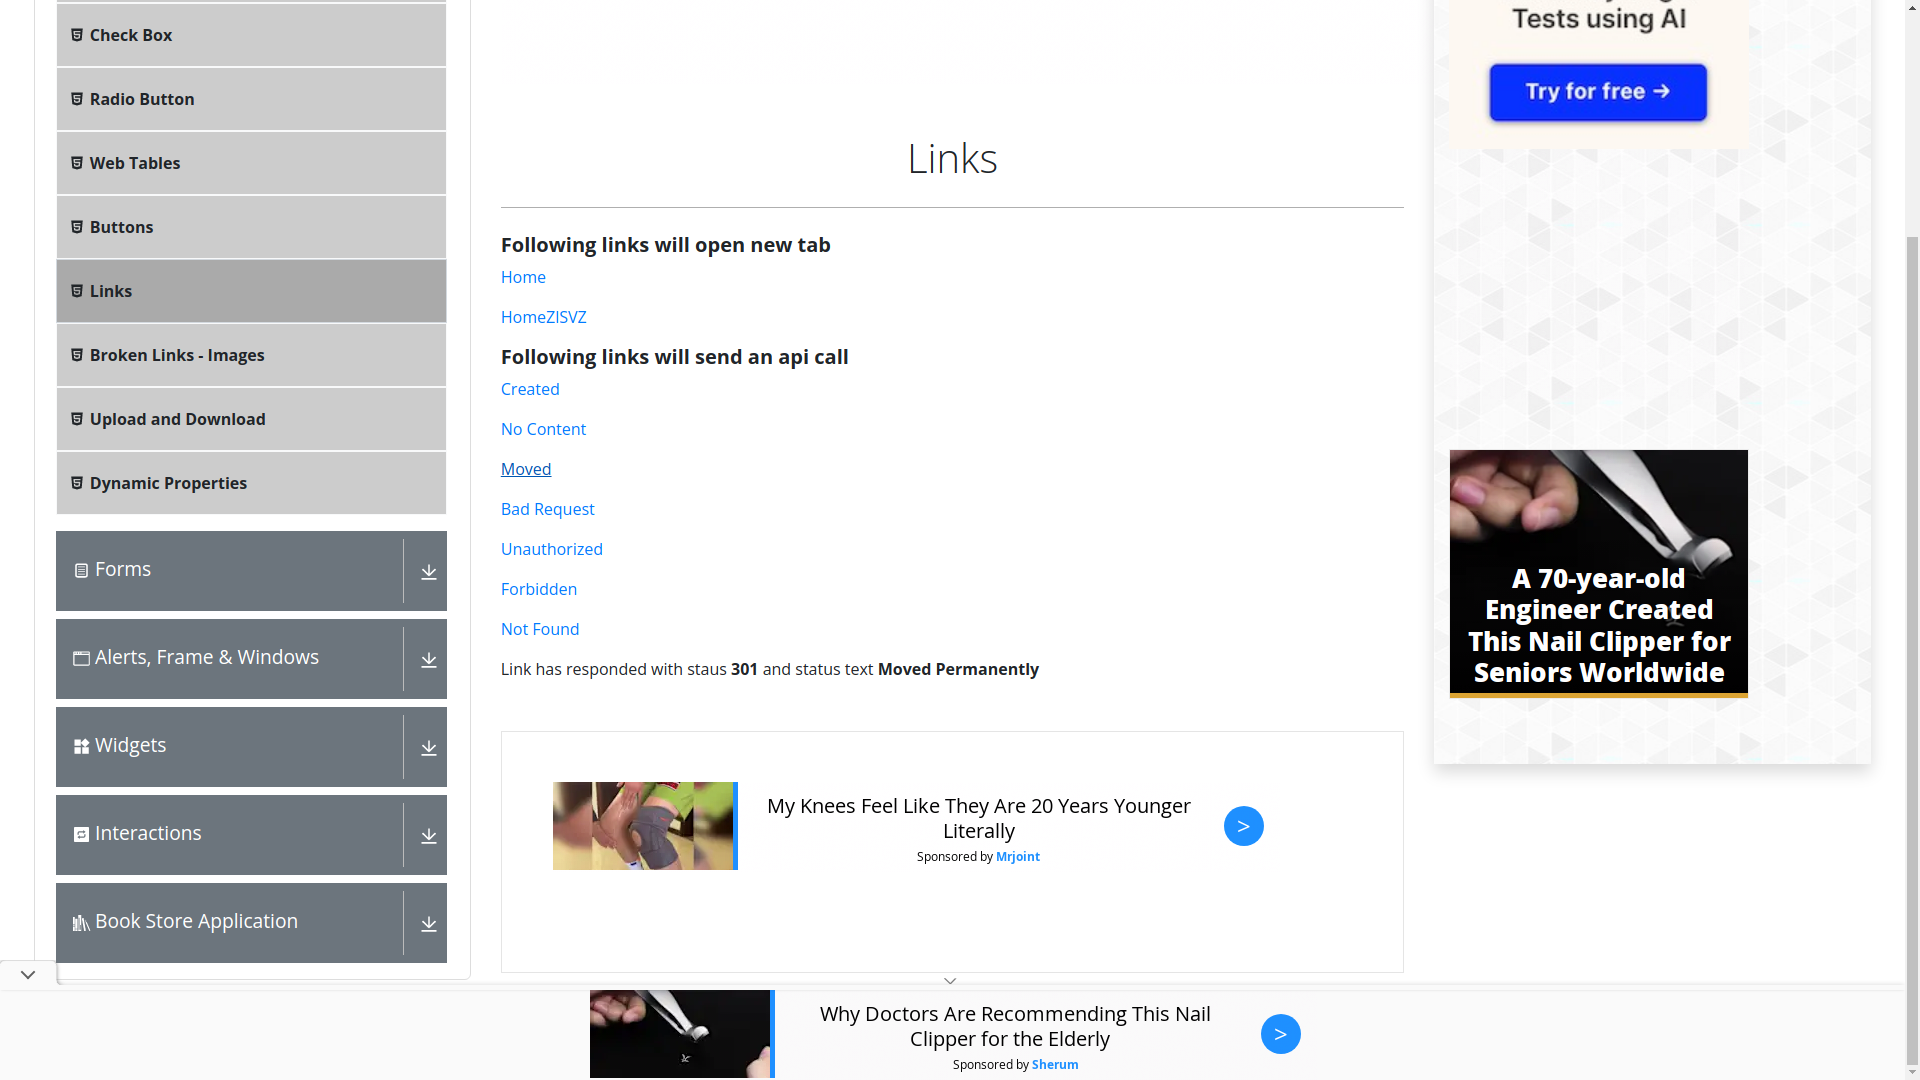 Check Box
Radio Button
Web Tables
Buttons
Links
Broken Links - Images
Upload and Download
Dynamic Properties
Forms
Alerts, Frame & Windows
Widgets
Interactions
Book Store Application
Links
Following links will open new tab
Home
HomeZISVZ
Following links will send an api call
Created
No Content
Moved
Bad Request
Unauthorized
Forbidden
Not Found
Link has responded with staus 301 and status text Moved Permanently
My Knees Feel Like They Are 20 Years Younger
Literally
Sponsored by Mrjoint
>
Tests using AI
Try for free →
A 70-year-old
Engineer Created
This Nail Clipper for
Seniors Worldwide
Why Doctors Are Recommending This Nail
Clipper for the Elderly
Sponsored by Sherum
>